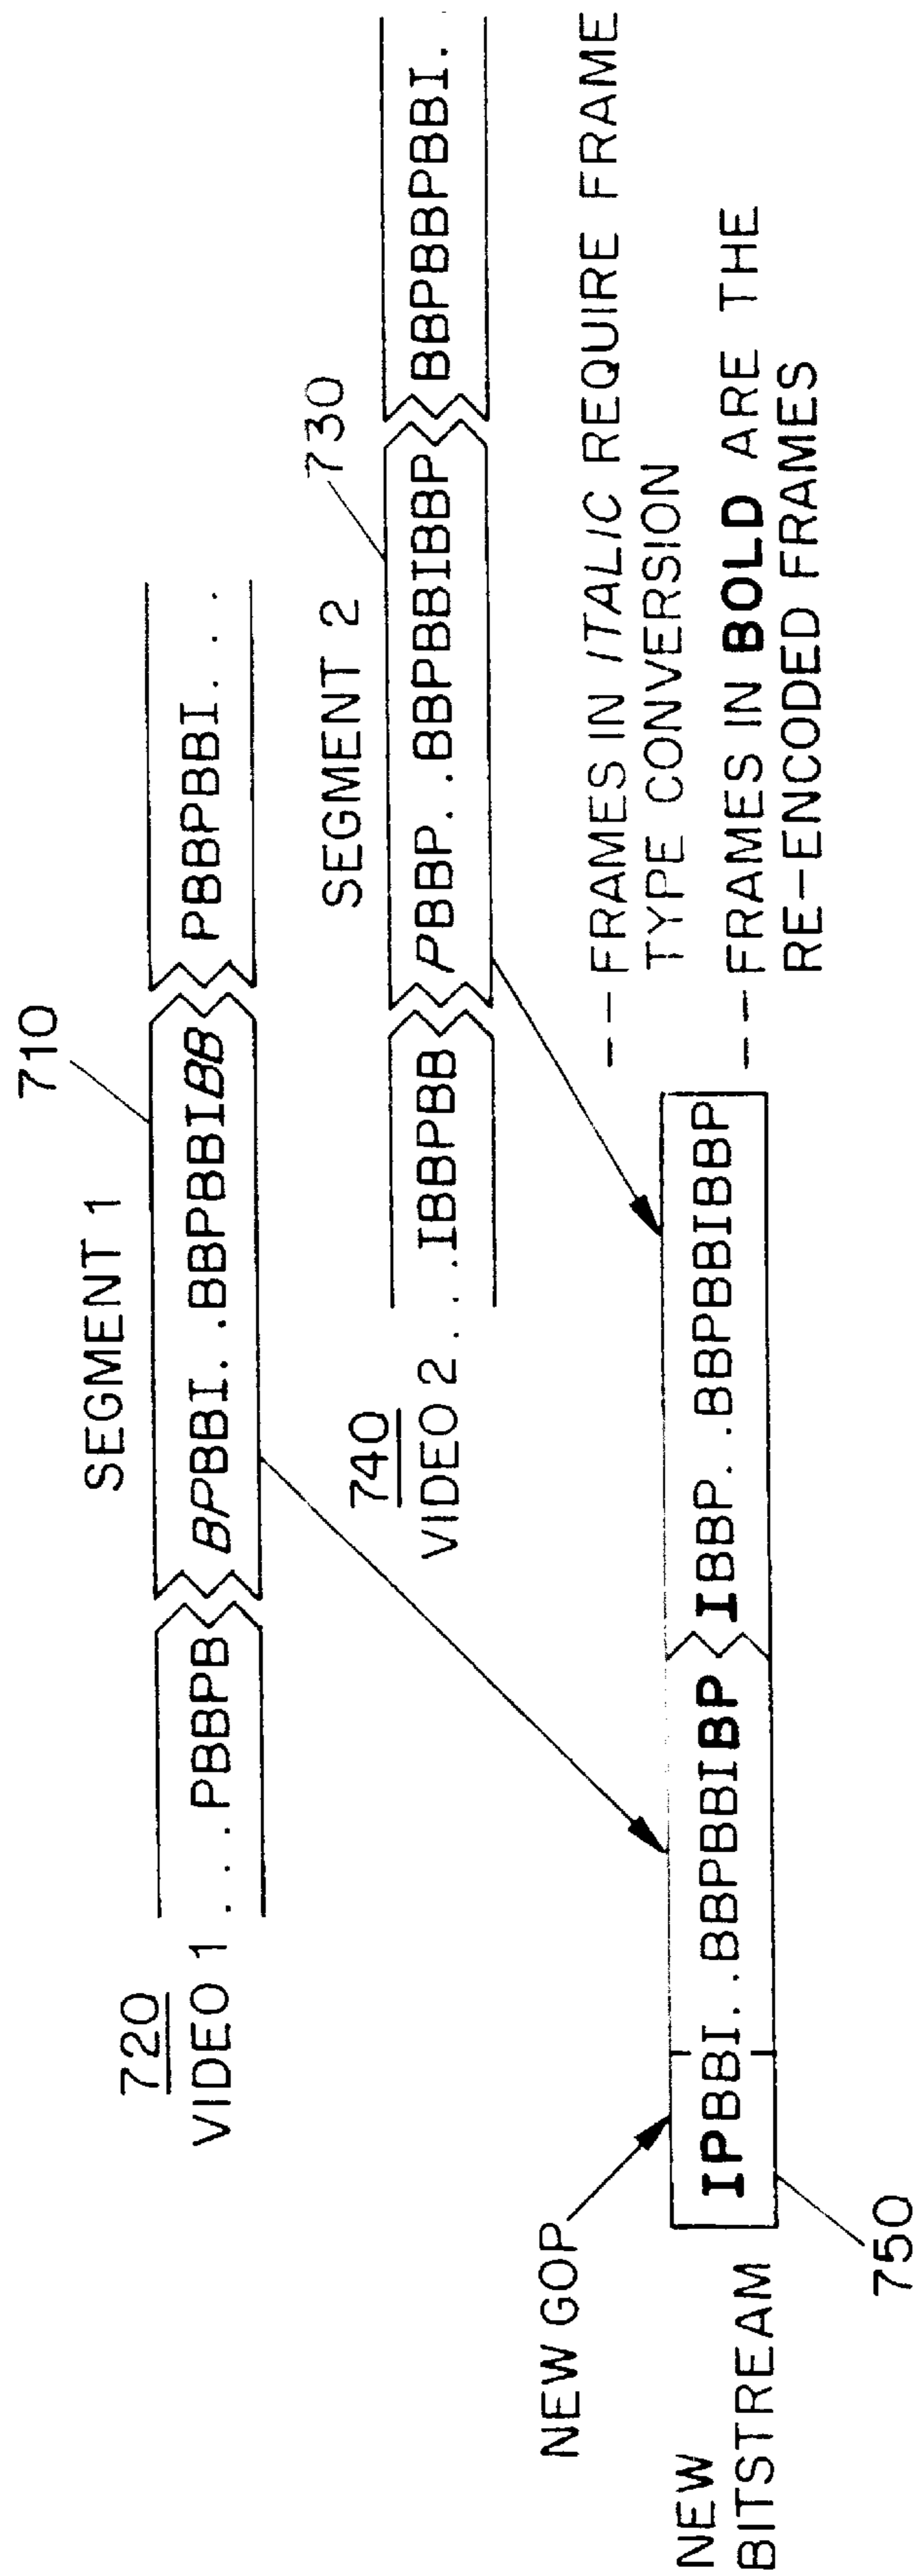 710
SEGMENT 1
720
VIDEO 1 . . . PBBPB BPBBI. .BBPBBIBB PBBPBBI. . .
SEGMENT 2
730
740
VIDEO 2 . . .IBBPBB PBBP. .BBPBBIBBP BBPBBPBBI. .
NEW GOP
-- FRAMES IN ITALIC REQUIRE FRAME
TYPE CONVERSION
NEW
BITSTREAM
IPBBI. .BBPBBIBP IBBP. .BBPBBIBBP
-- FRAMES IN BOLD ARE THE
RE-ENCODED FRAMES
750